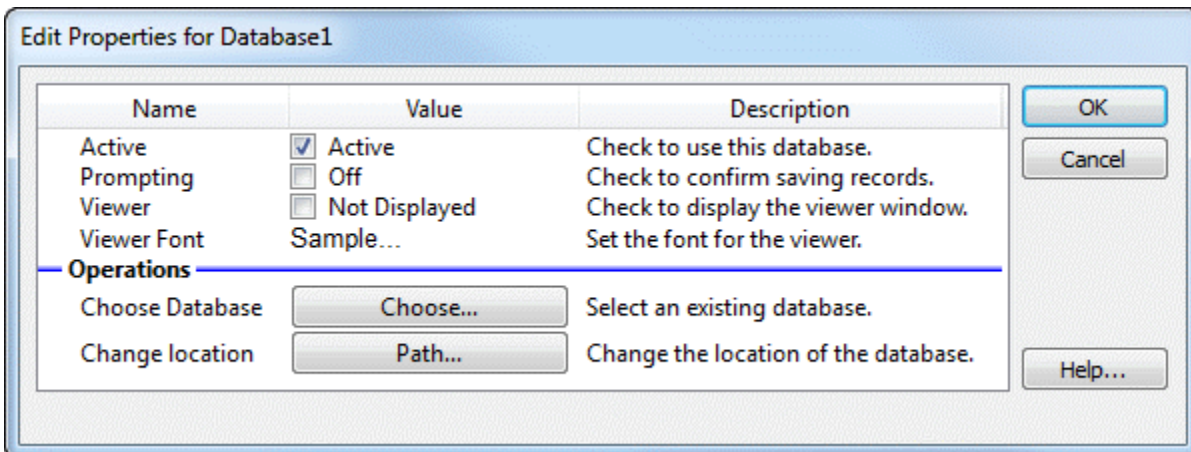 Edit Properties for Database1
Name Value Description
Active Active Check to use this database.
Prompting Off Check to confirm saving records.
Viewer Not Displayed Check to display the viewer window.
Viewer Font Sample... Set the font for the viewer.
Operations
Choose Database Choose... Select an existing database.
Change location Path... Change the location of the database.
OK
Cancel
Help...